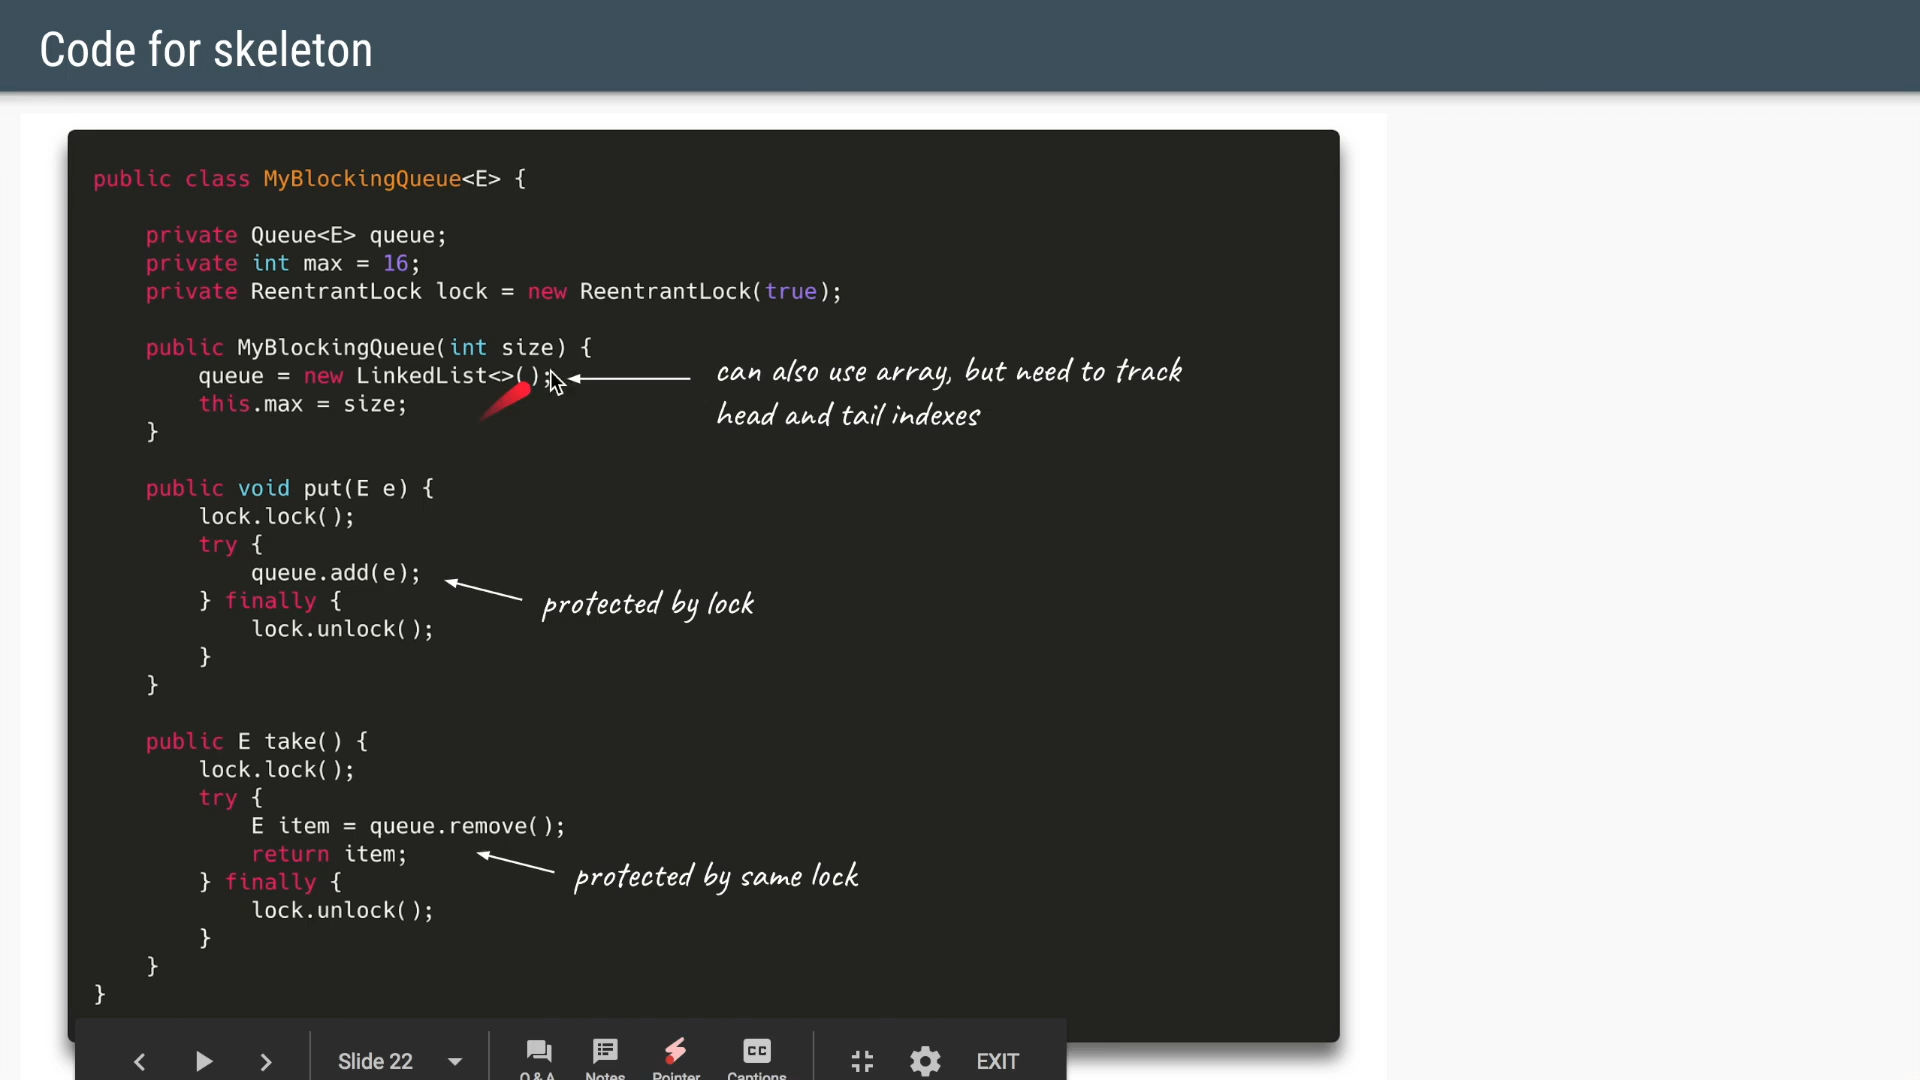 Code for skeleton
public class MyBlockingQueue<E> {
private Queue<E> queue;
private int max = 16;
private ReentrantLock lock = new ReentrantLock(true);
public MyBlockingQueue(int size) {
queue = new LinkedList<>();
this.max = size;
}
can also use array, but need to track
head and tail indexes
public void put(E e) {
lock.lock();
try {
queue.add(e);
} finally {
lock.unlock();
}
}
protected by lock
public E take() {
lock.lock();
try {
E item = queue.remove();
return item;
} finally {
lock.unlock();
}
}
}
protected by same lock
Slide 22
Q & A
Notes
Pointer
CC
Captions
EXIT